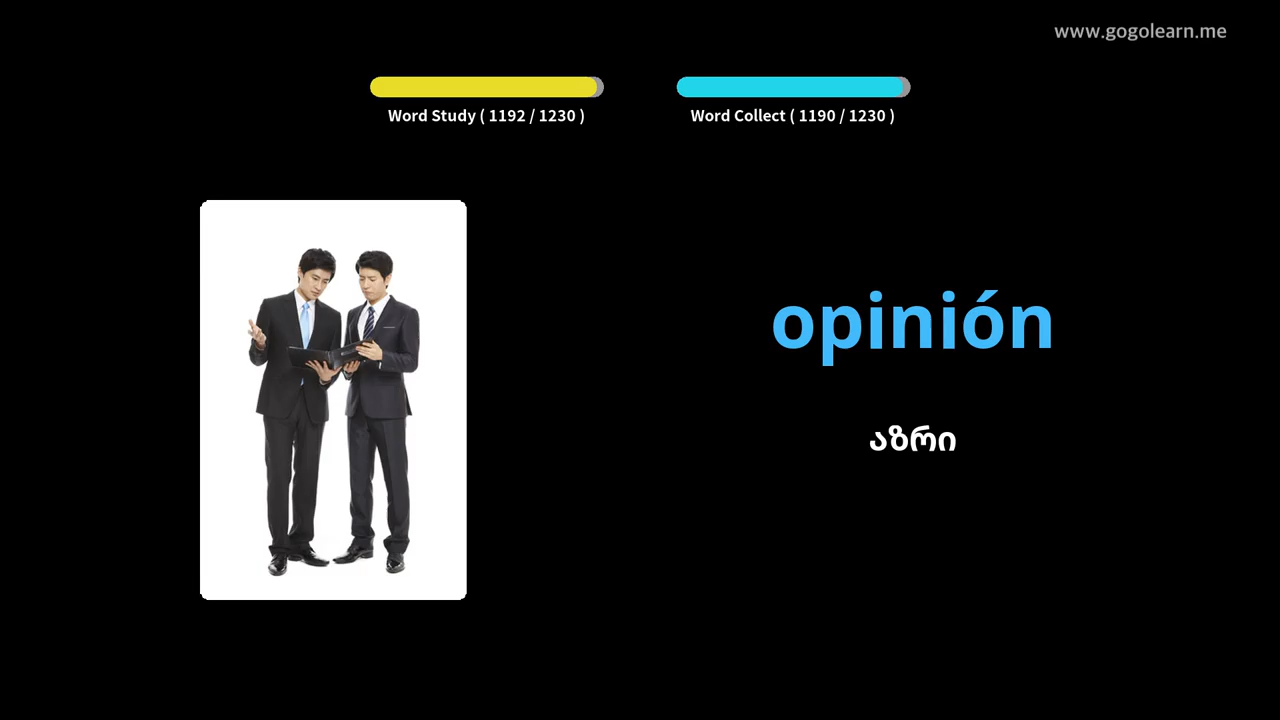 www.gogolearn.me
Word Study ( 1192 / 1230 )
Word Collect ( 1190 / 1230 )
opinión
აზრი